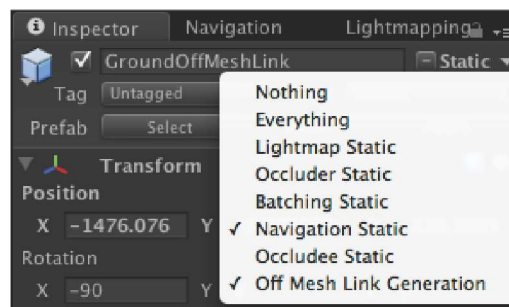 Inspector Navigation Lightmapping
GroundOffMeshLink Static
Tag Untagged
Prefab Select
Transform
Position
X -1476.076 Y
Rotation
X -90 Y
Nothing
Everything
Lightmap Static
Occluder Static
Batching Static
✓ Navigation Static
Occludee Static
✓ Off Mesh Link Generation